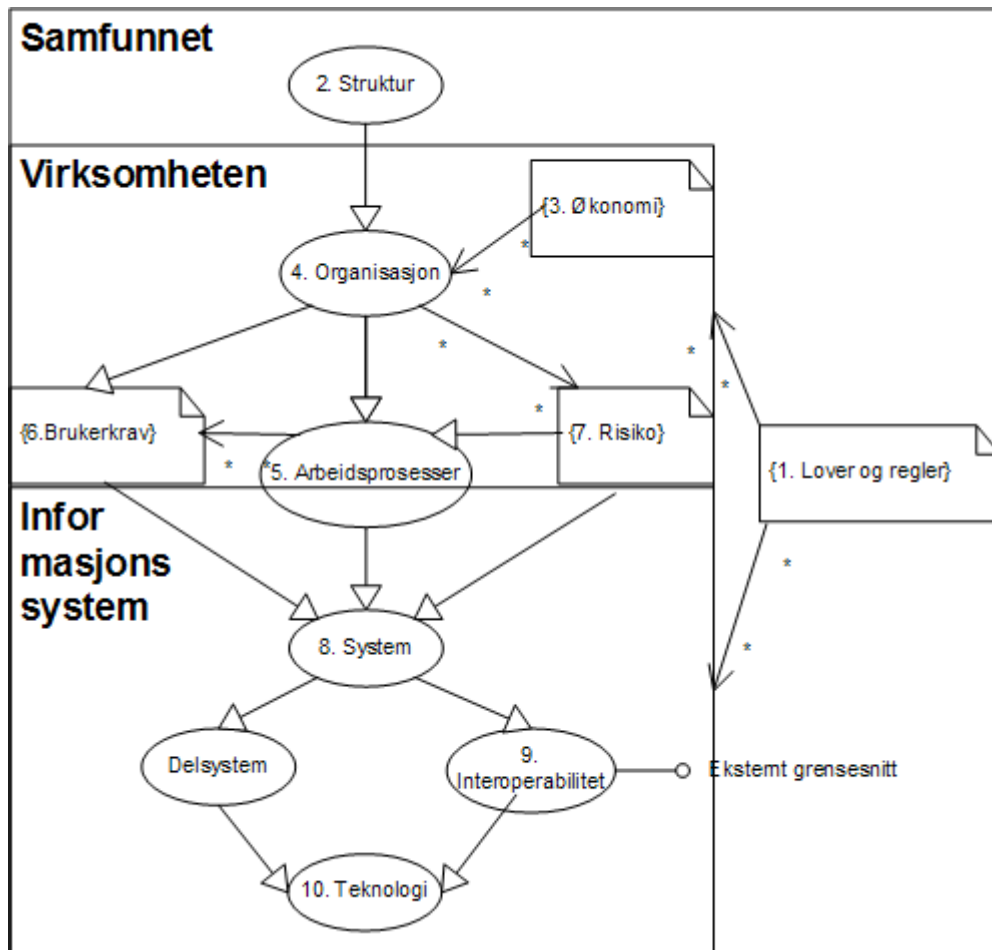 Samfunnet
2. Struktur
Virksomheten
{3. Økonomi}
*
4. Organisasjon
*
*
*
*
*
{6.Brukerkrav}
{7. Risiko}
* *
5. Arbeidsprosesser
{1. Lover og regler}
Infor
masjons
system
*
*
8. System
Delsystem
9.
Interoperabilitet
Eksternt grensesnitt
10. Teknologi